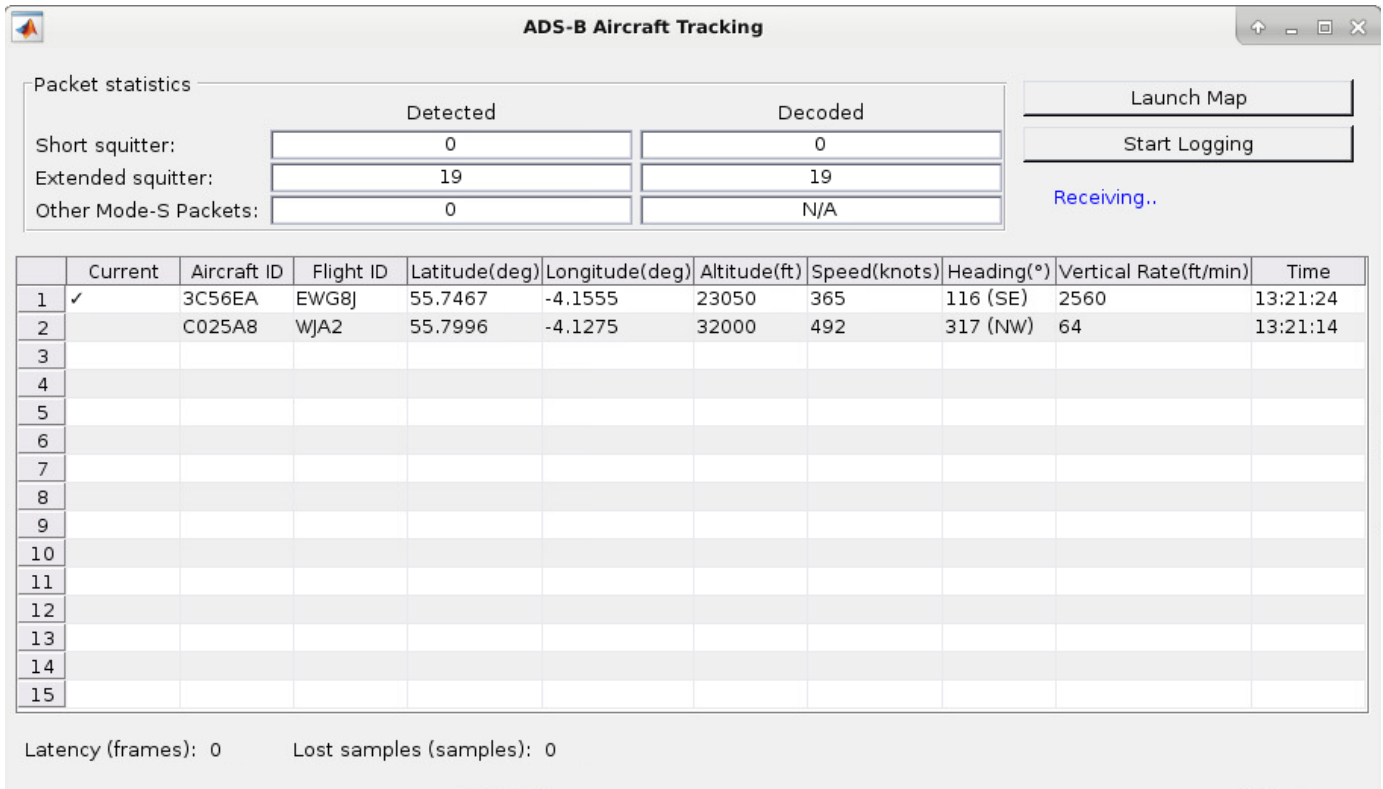 ADS-B Aircraft Tracking
Packet statistics
Detected Decoded
Short squitter: 0 0
Extended squitter: 19 19
Other Mode-S Packets: 0 N/A
Launch Map
Start Logging
Receiving..
Current Aircraft ID Flight ID Latitude(deg) Longitude(deg) Altitude(ft) Speed(knots) Heading(°) Vertical Rate(ft/min) Time
1 ✓ 3C56EA EWG8J 55.7467 -4.1555 23050 365 116 (SE) 2560 13:21:24
2 C025A8 WJA2 55.7996 -4.1275 32000 492 317 (NW) 64 13:21:14
3
4
5
6
7
8
9
10
11
12
13
14
15
Latency (frames): 0 Lost samples (samples): 0